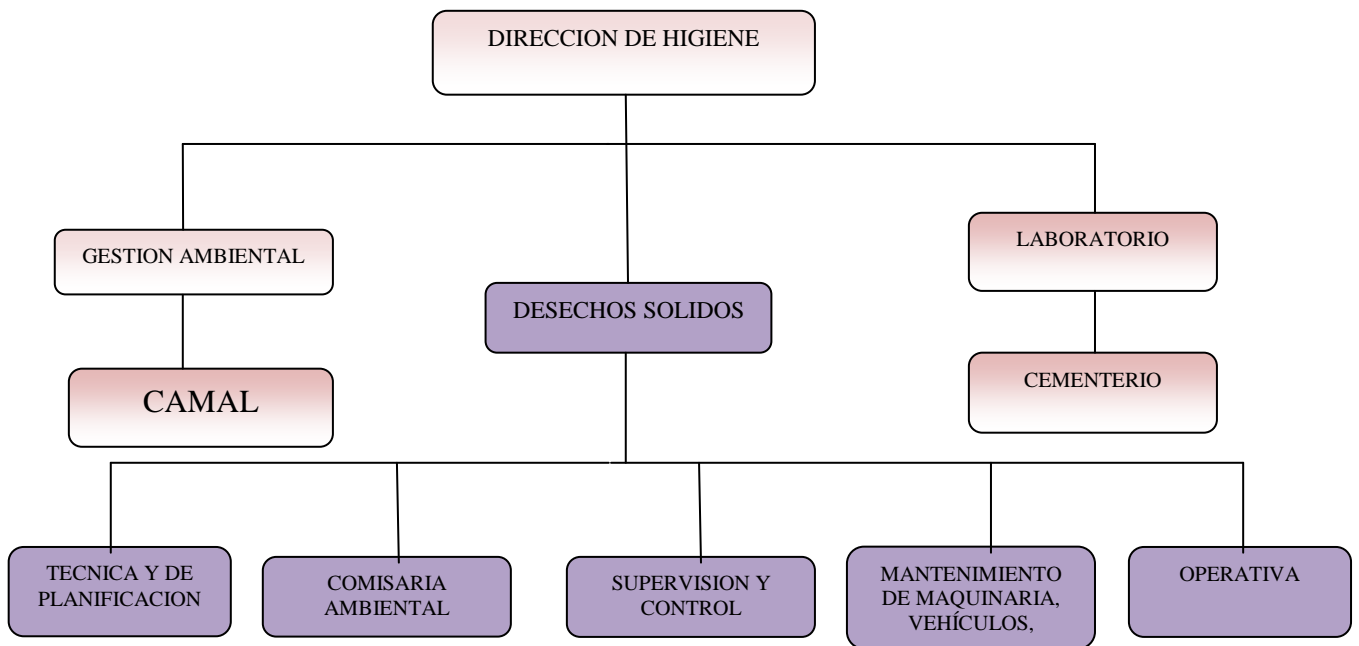 DIRECCION DE HIGIENE
GESTION AMBIENTAL
LABORATORIO
DESECHOS SOLIDOS
CAMAL
CEMENTERIO
TECNICA Y DE
PLANIFICACION
COMISARIA
AMBIENTAL
SUPERVISION Y
CONTROL
MANTENIMIENTO
DE MAQUINARIA,
VEHÍCULOS,
OPERATIVA